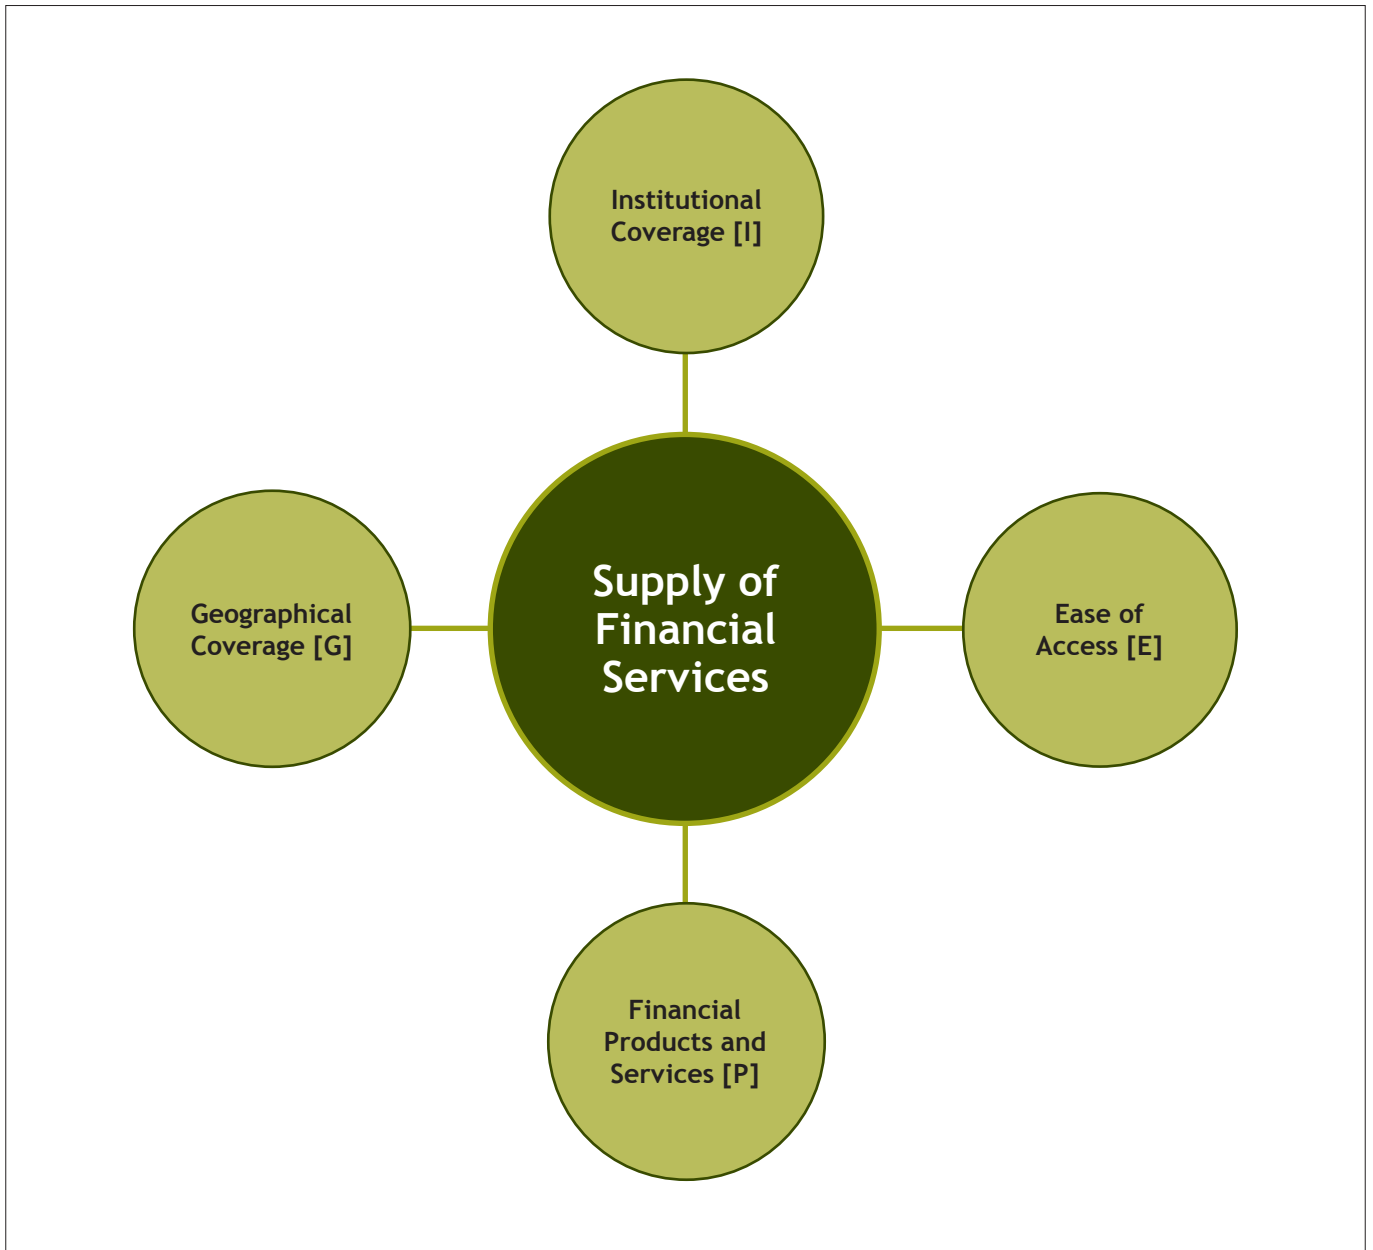 Institutional
Coverage [I]
Geographical
Coverage [G]
Supply of
Financial
Services
Ease of
Access [E]
Financial
Products and
Services [P]